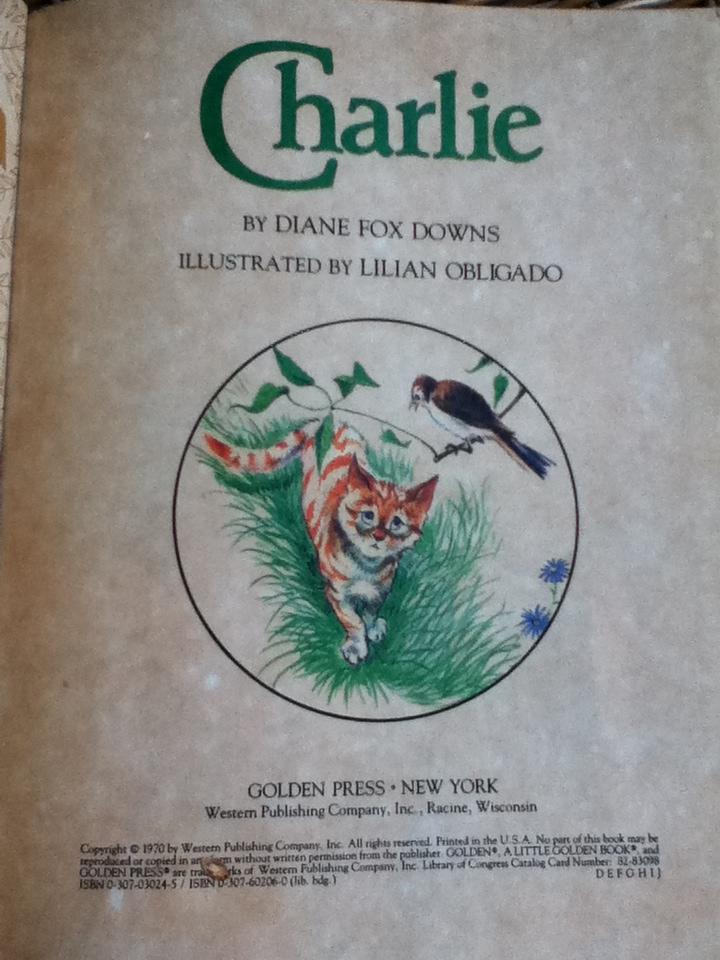 Charlie
BY DIANE FOX DOWNS
ILLUSTRATED BY LILIAN OBLIGADO
GOLDEN PRESS • NEW YORK
Western Publishing Company, Inc., Racine, Wisconsin
Copyright © 1970 by Western Publishing Company, Inc. All rights reserved. Printed in the U.S.A. No part of this book may be
reproduced or copied in any form without written permission from the publisher. GOLDEN®, A LITTLE GOLDEN BOOK®, and
GOLDEN PRESS® are trademarks of Western Publishing Company, Inc. Library of Congress Catalog Card Number: 82-83098
ISBN 0-307-03024-5 / ISBN 0-307-60206-0 (lib. bdg.) D E F G H I J